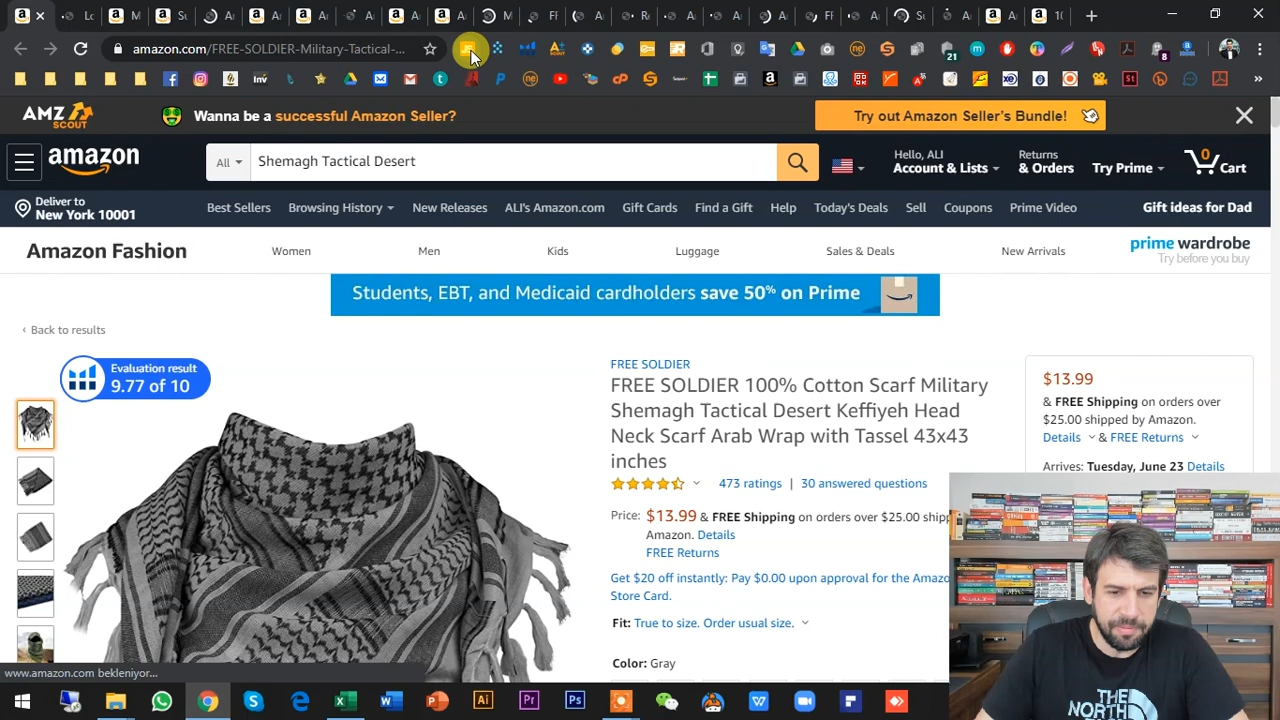 amazon.com/FREE-SOLDIER-Military-Tactical-...
21
8
inv
AMZ SCOUT
Wanna be a successful Amazon Seller?
Try out Amazon Seller's Bundle!
amazon
All
Shemagh Tactical Desert
Hello, ALI
Account & Lists
Returns
& Orders
Try Prime
0
Cart
Deliver to
New York 10001
Best Sellers
Browsing History
New Releases
ALI's Amazon.com
Gift Cards
Find a Gift
Help
Today's Deals
Sell
Coupons
Prime Video
Gift ideas for Dad
Amazon Fashion
Women
Men
Kids
Luggage
Sales & Deals
New Arrivals
prime wardrobe
Try before you buy
Students, EBT, and Medicaid cardholders save 50% on Prime
‹ Back to results
Evaluation result
9.77 of 10
FREE SOLDIER
FREE SOLDIER 100% Cotton Scarf Military
Shemagh Tactical Desert Keffiyeh Head
Neck Scarf Arab Wrap with Tassel 43x43
inches
473 ratings | 30 answered questions
Price: $13.99 & FREE Shipping on orders over $25.00 shipp
Amazon. Details
FREE Returns
Get $20 off instantly: Pay $0.00 upon approval for the Amazo
Store Card.
Fit: True to size. Order usual size.
Color: Gray
$13.99
& FREE Shipping on orders over
$25.00 shipped by Amazon.
Details & FREE Returns
Arrives: Tuesday, June 23 Details
www.amazon.com bekleniyor...
THE
NORTH